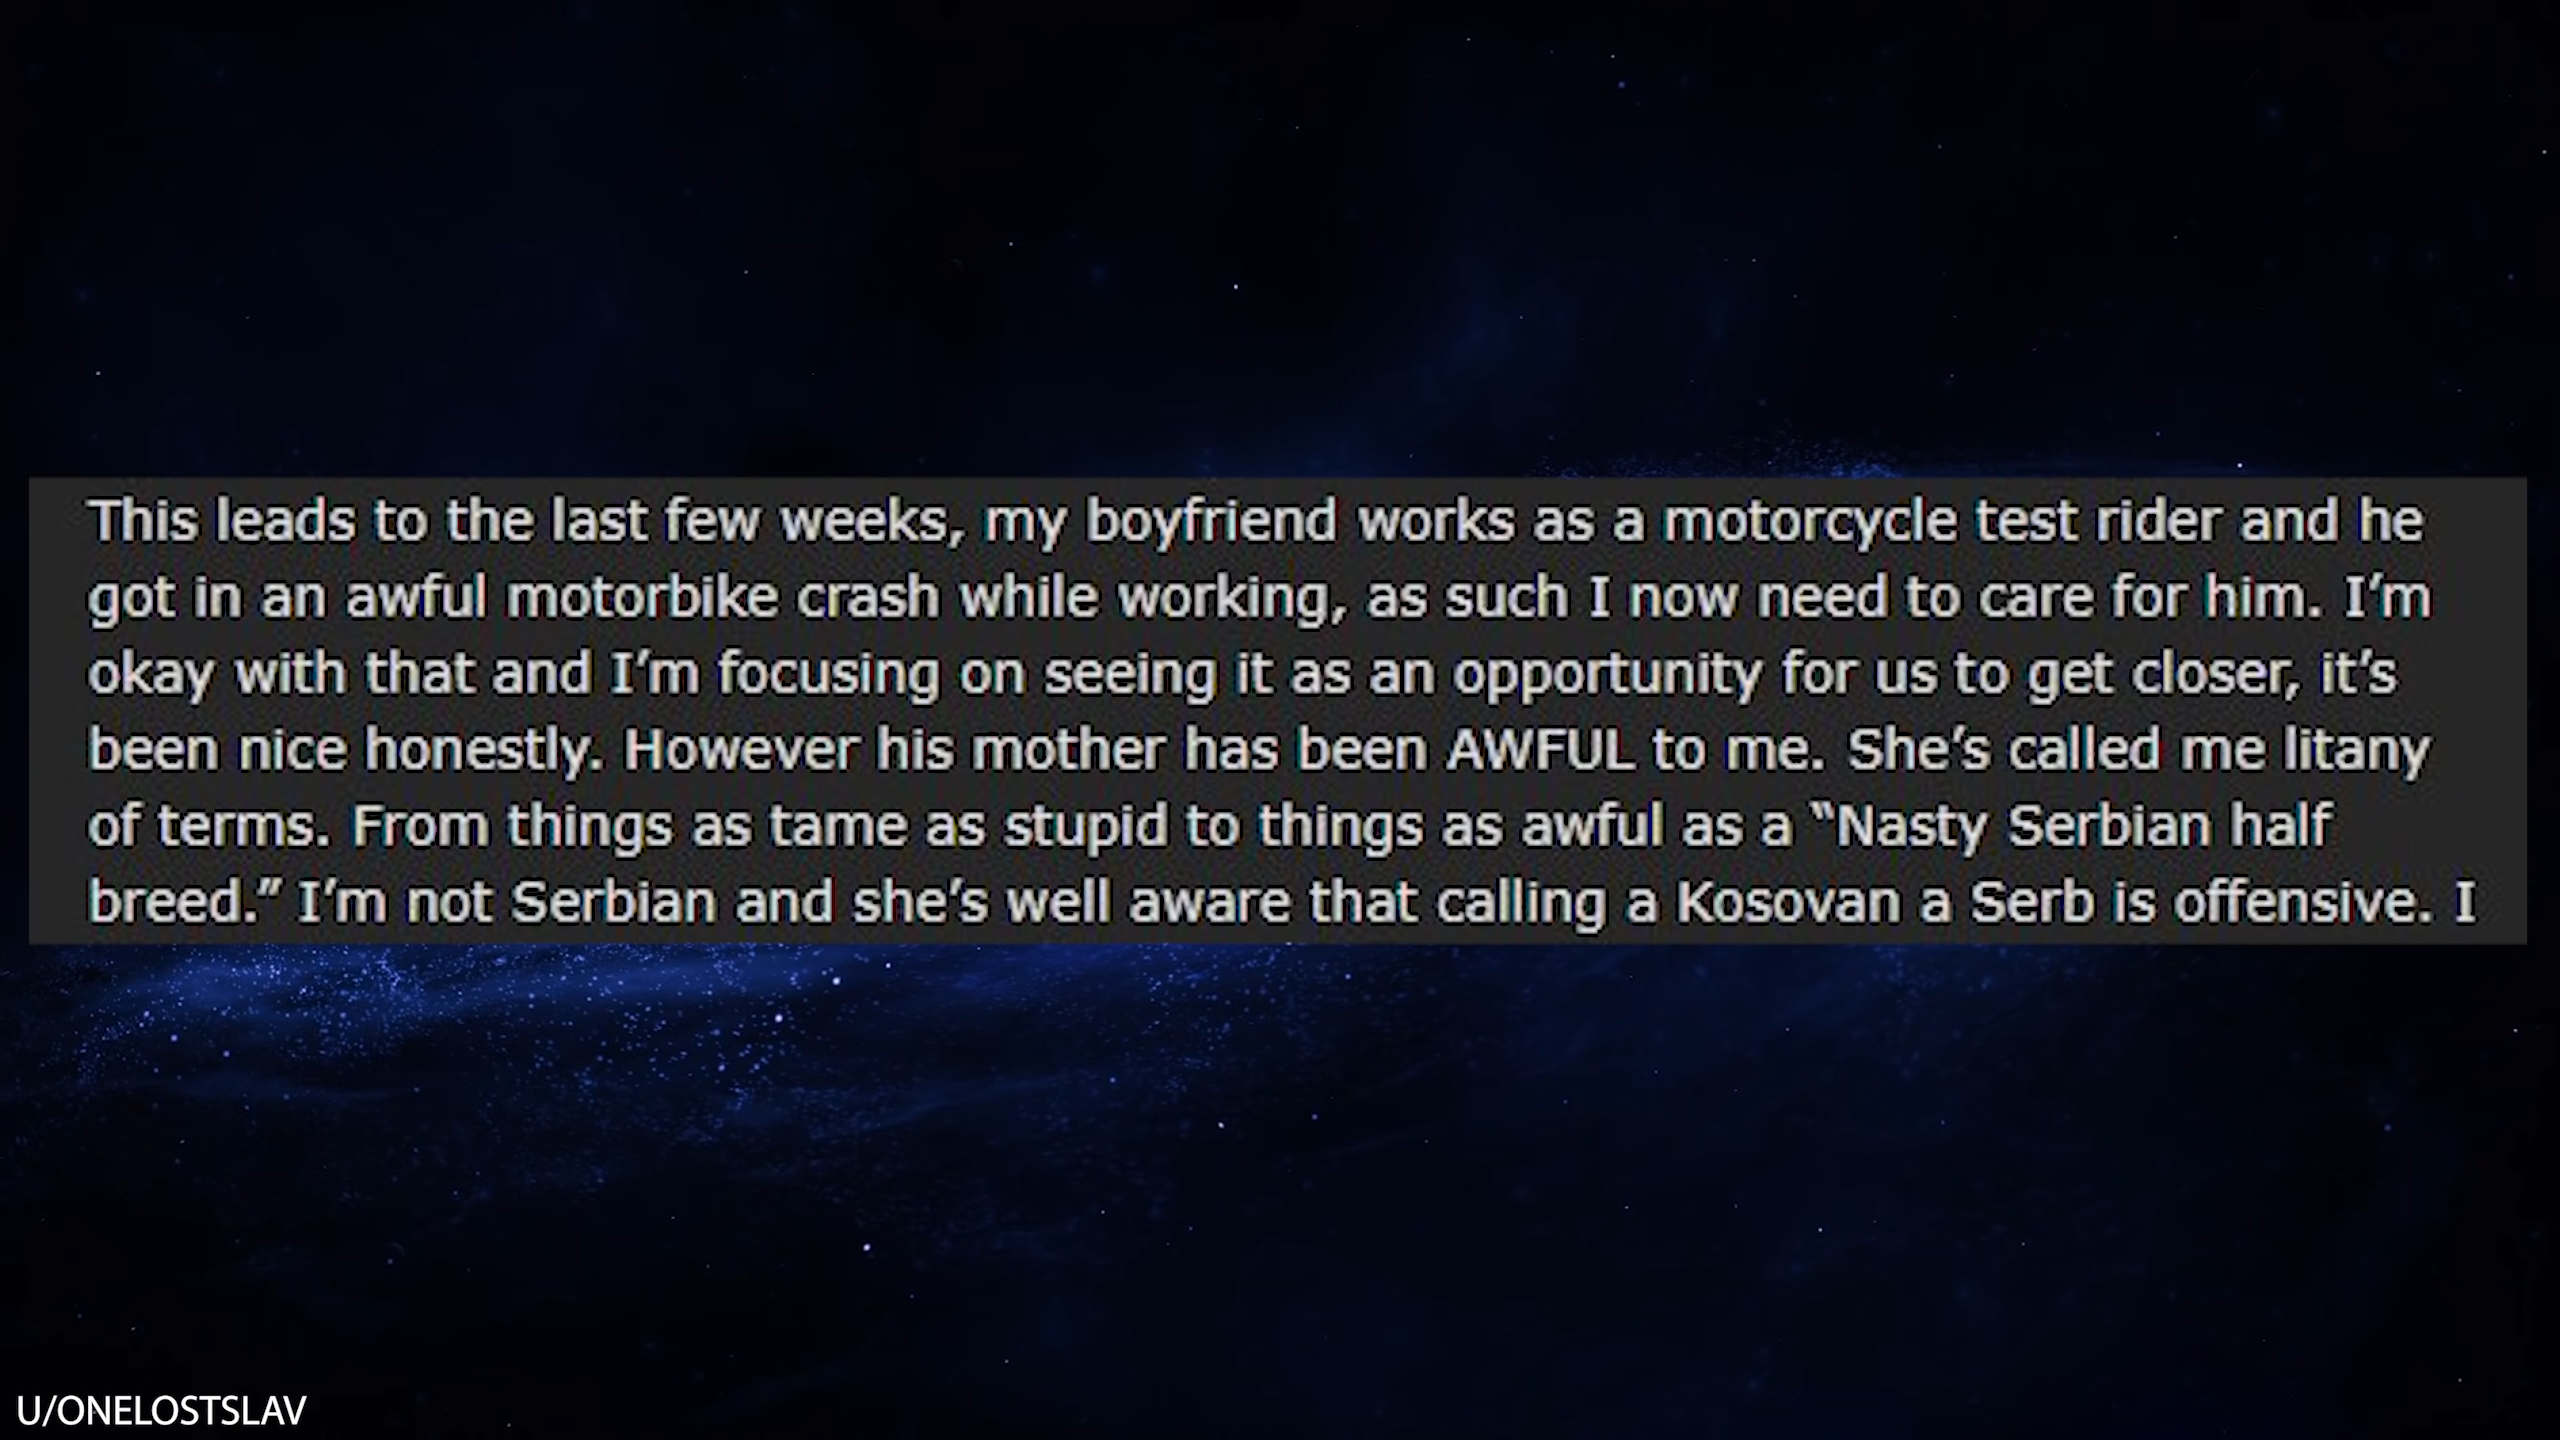 This leads to the last few weeks, my boyfriend works as a motorcycle test rider and he
got in an awful motorbike crash while working, as such I now need to care for him. I’m
okay with that and I’m focusing on seeing it as an opportunity for us to get closer, it’s
been nice honestly. However his mother has been AWFUL to me. She’s called me litany
of terms. From things as tame as stupid to things as awful as a “Nasty Serbian half
breed.” I’m not Serbian and she’s well aware that calling a Kosovan a Serb is offensive. I
U/ONELOSTSLAV